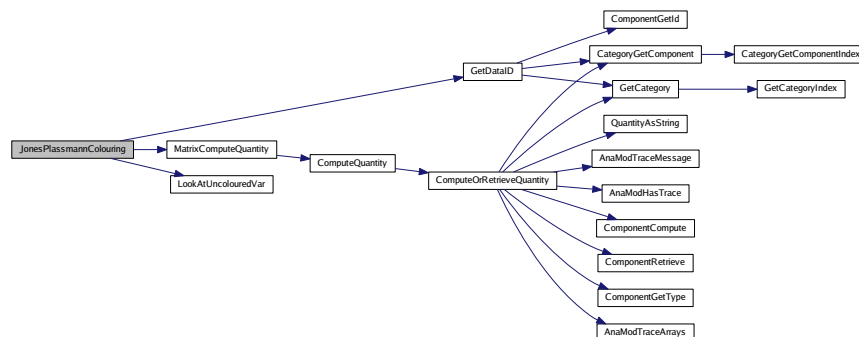 ComponentGetId
CategoryGetComponent
CategoryGetComponentIndex
GetDataID
GetCategory
GetCategoryIndex
QuantityAsString
JonesPlassmannColouring
MatrixComputeQuantity
ComputeQuantity
AnaModTraceMessage
LookAtUncolouredVar
ComputeOrRetrieveQuantity
AnaModHasTrace
ComponentCompute
ComponentRetrieve
ComponentGetType
AnaModTraceArrays